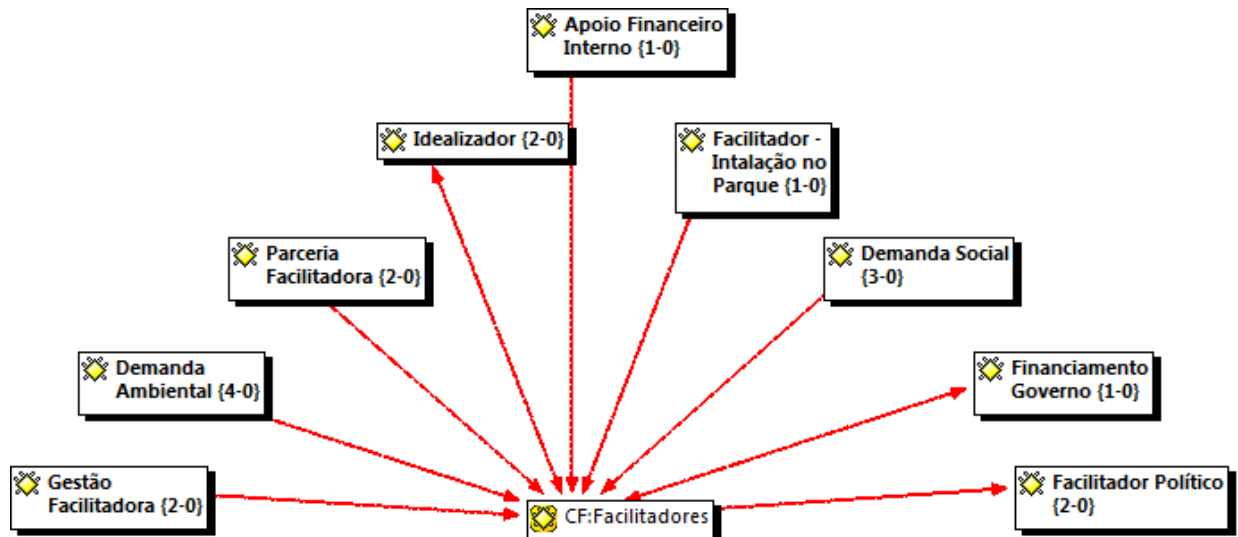 Apoio Financeiro
Interno {1-0}
Idealizador {2-0}
Facilitador -
Intalação no
Parque {1-0}
Parceria
Facilitadora {2-0}
Demanda Social
{3-0}
Demanda
Ambiental {4-0}
Financiamento
Governo {1-0}
Gestão
Facilitadora {2-0}
CF:Facilitadores
Facilitador Político
{2-0}